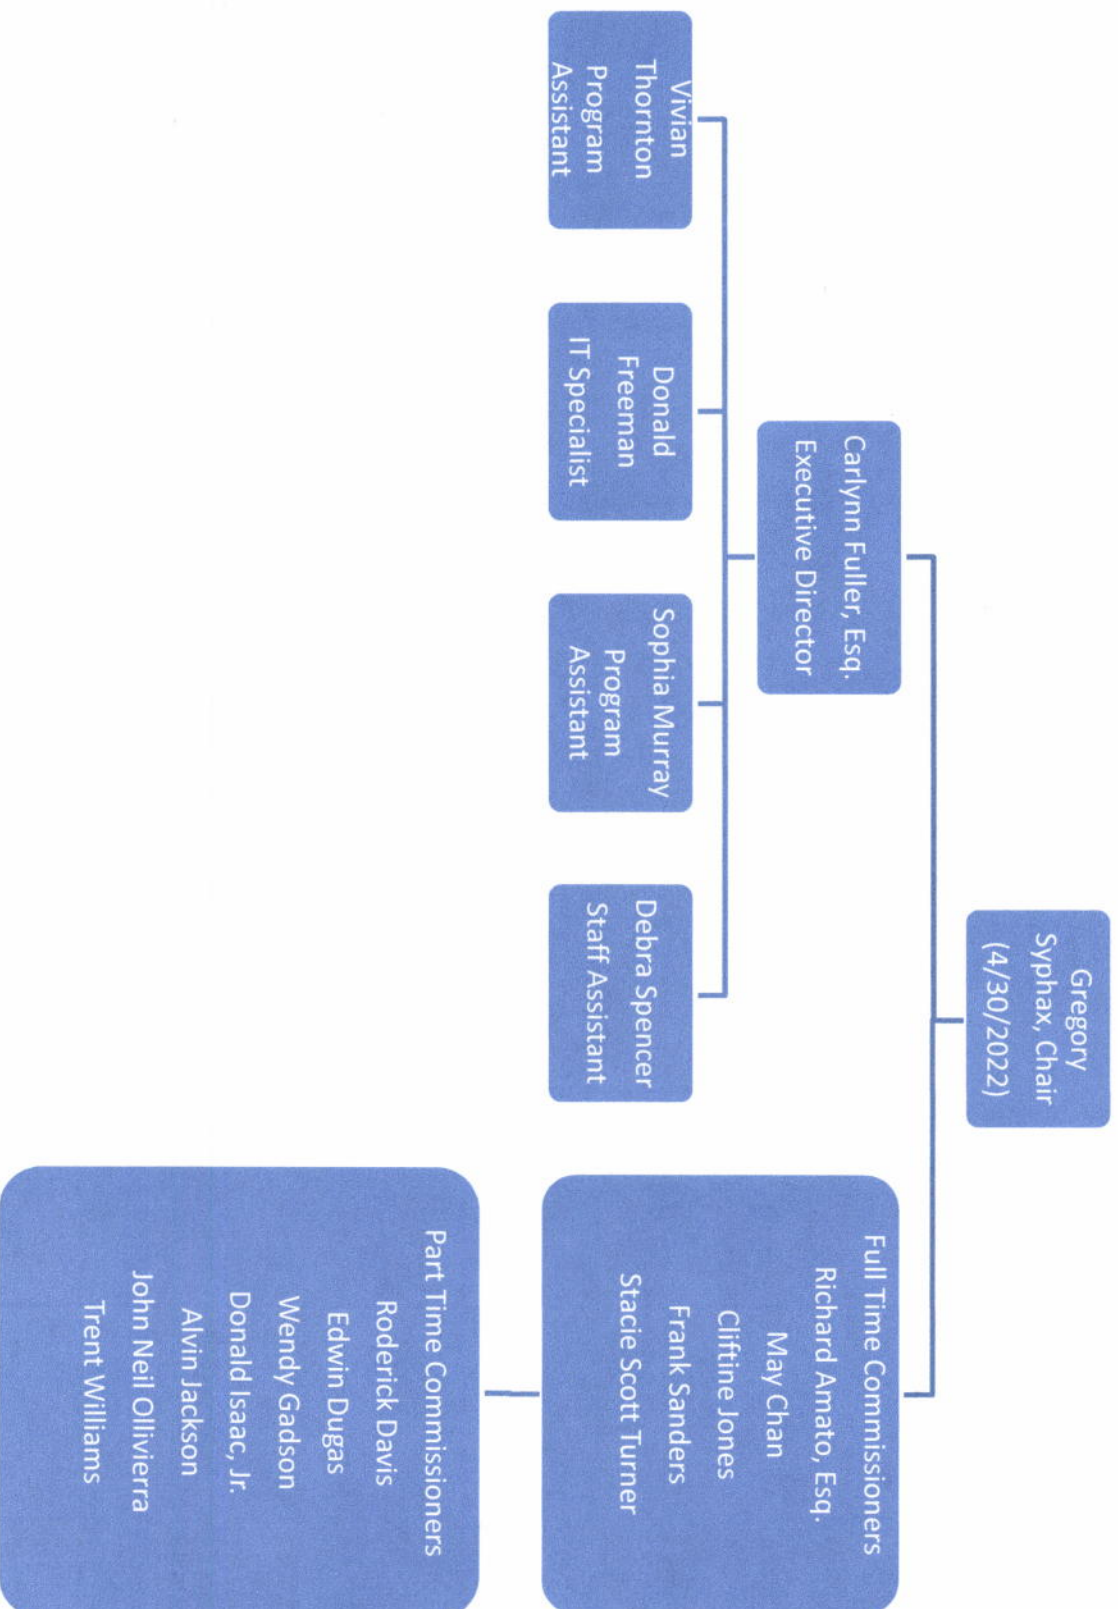 Gregory
Syphax, Chair
(4/30/2022)
Carlynn Fuller, Esq.
Executive Director
Vivian
Thornton
Program
Assistant
Donald
Freeman
IT Specialist
Sophia Murray
Program
Assistant
Debra Spencer
Staff Assistant
Full Time Commissioners
Richard Amato, Esq.
May Chan
Cliftine Jones
Frank Sanders
Stacie Scott Turner
Part Time Commissioners
Roderick Davis
Edwin Dugas
Wendy Gadson
Donald Isaac, Jr.
Alvin Jackson
John Neil Ollivierra
Trent Williams